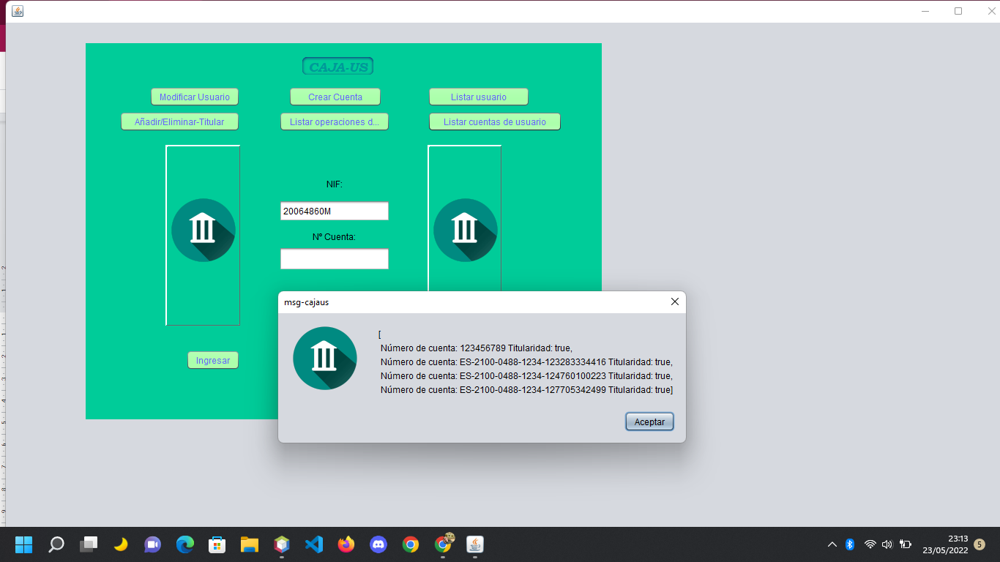 CAJA-US
Modificar Usuario
Crear Cuenta
Listar usuario
Añadir/Eliminar-Titular
Listar operaciones d...
Listar cuentas de usuario
NIF:
20064860M
Nº Cuenta:
msg-cajaus
[
Número de cuenta: 123456789 Titularidad: true,
Número de cuenta: ES-2100-0488-1234-123283334416 Titularidad: true,
Número de cuenta: ES-2100-0488-1234-124760100223 Titularidad: true,
Número de cuenta: ES-2100-0488-1234-127705342499 Titularidad: true]
Ingresar
Aceptar
23:13
23/05/2022
5